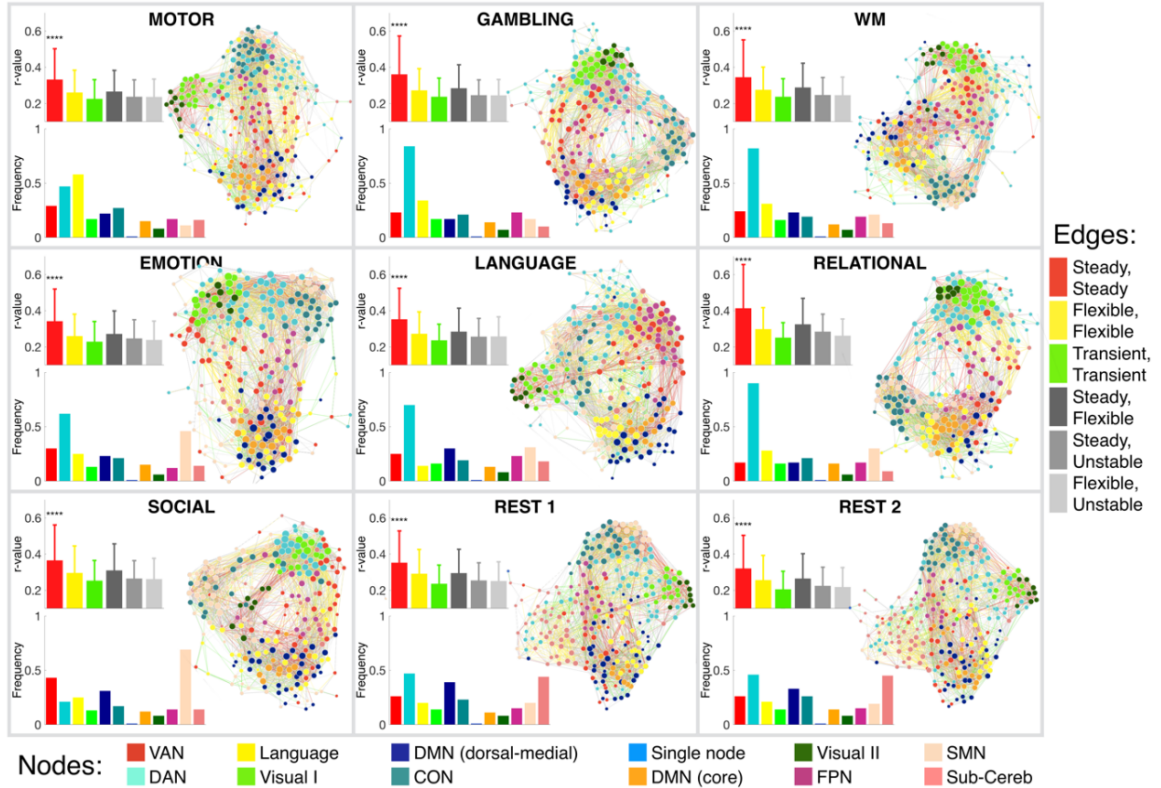 MOTOR
****
0.6
0.4
0.2
r-value
1
0.5
0
Frequency
GAMBLING
****
0.6
0.4
0.2
r-value
1
0.5
0
Frequency
WM
****
0.6
0.4
0.2
r-value
1
0.5
0
Frequency
EMOTION
****
0.6
0.4
0.2
r-value
1
0.5
0
Frequency
LANGUAGE
****
0.6
0.4
0.2
r-value
1
0.5
0
Frequency
RELATIONAL
****
0.6
0.4
0.2
r-value
1
0.5
0
Frequency
SOCIAL
****
0.6
0.4
0.2
r-value
1
0.5
0
Frequency
REST 1
****
0.6
0.4
0.2
r-value
1
0.5
0
Frequency
REST 2
****
0.6
0.4
0.2
r-value
1
0.5
0
Frequency
Edges:
Steady,
Steady
Flexible,
Flexible
Transient,
Transient
Steady,
Flexible
Steady,
Unstable
Flexible,
Unstable
Nodes:
VAN
Language
DMN (dorsal-medial)
Single node
Visual II
SMN
DAN
Visual I
CON
DMN (core)
FPN
Sub-Cereb